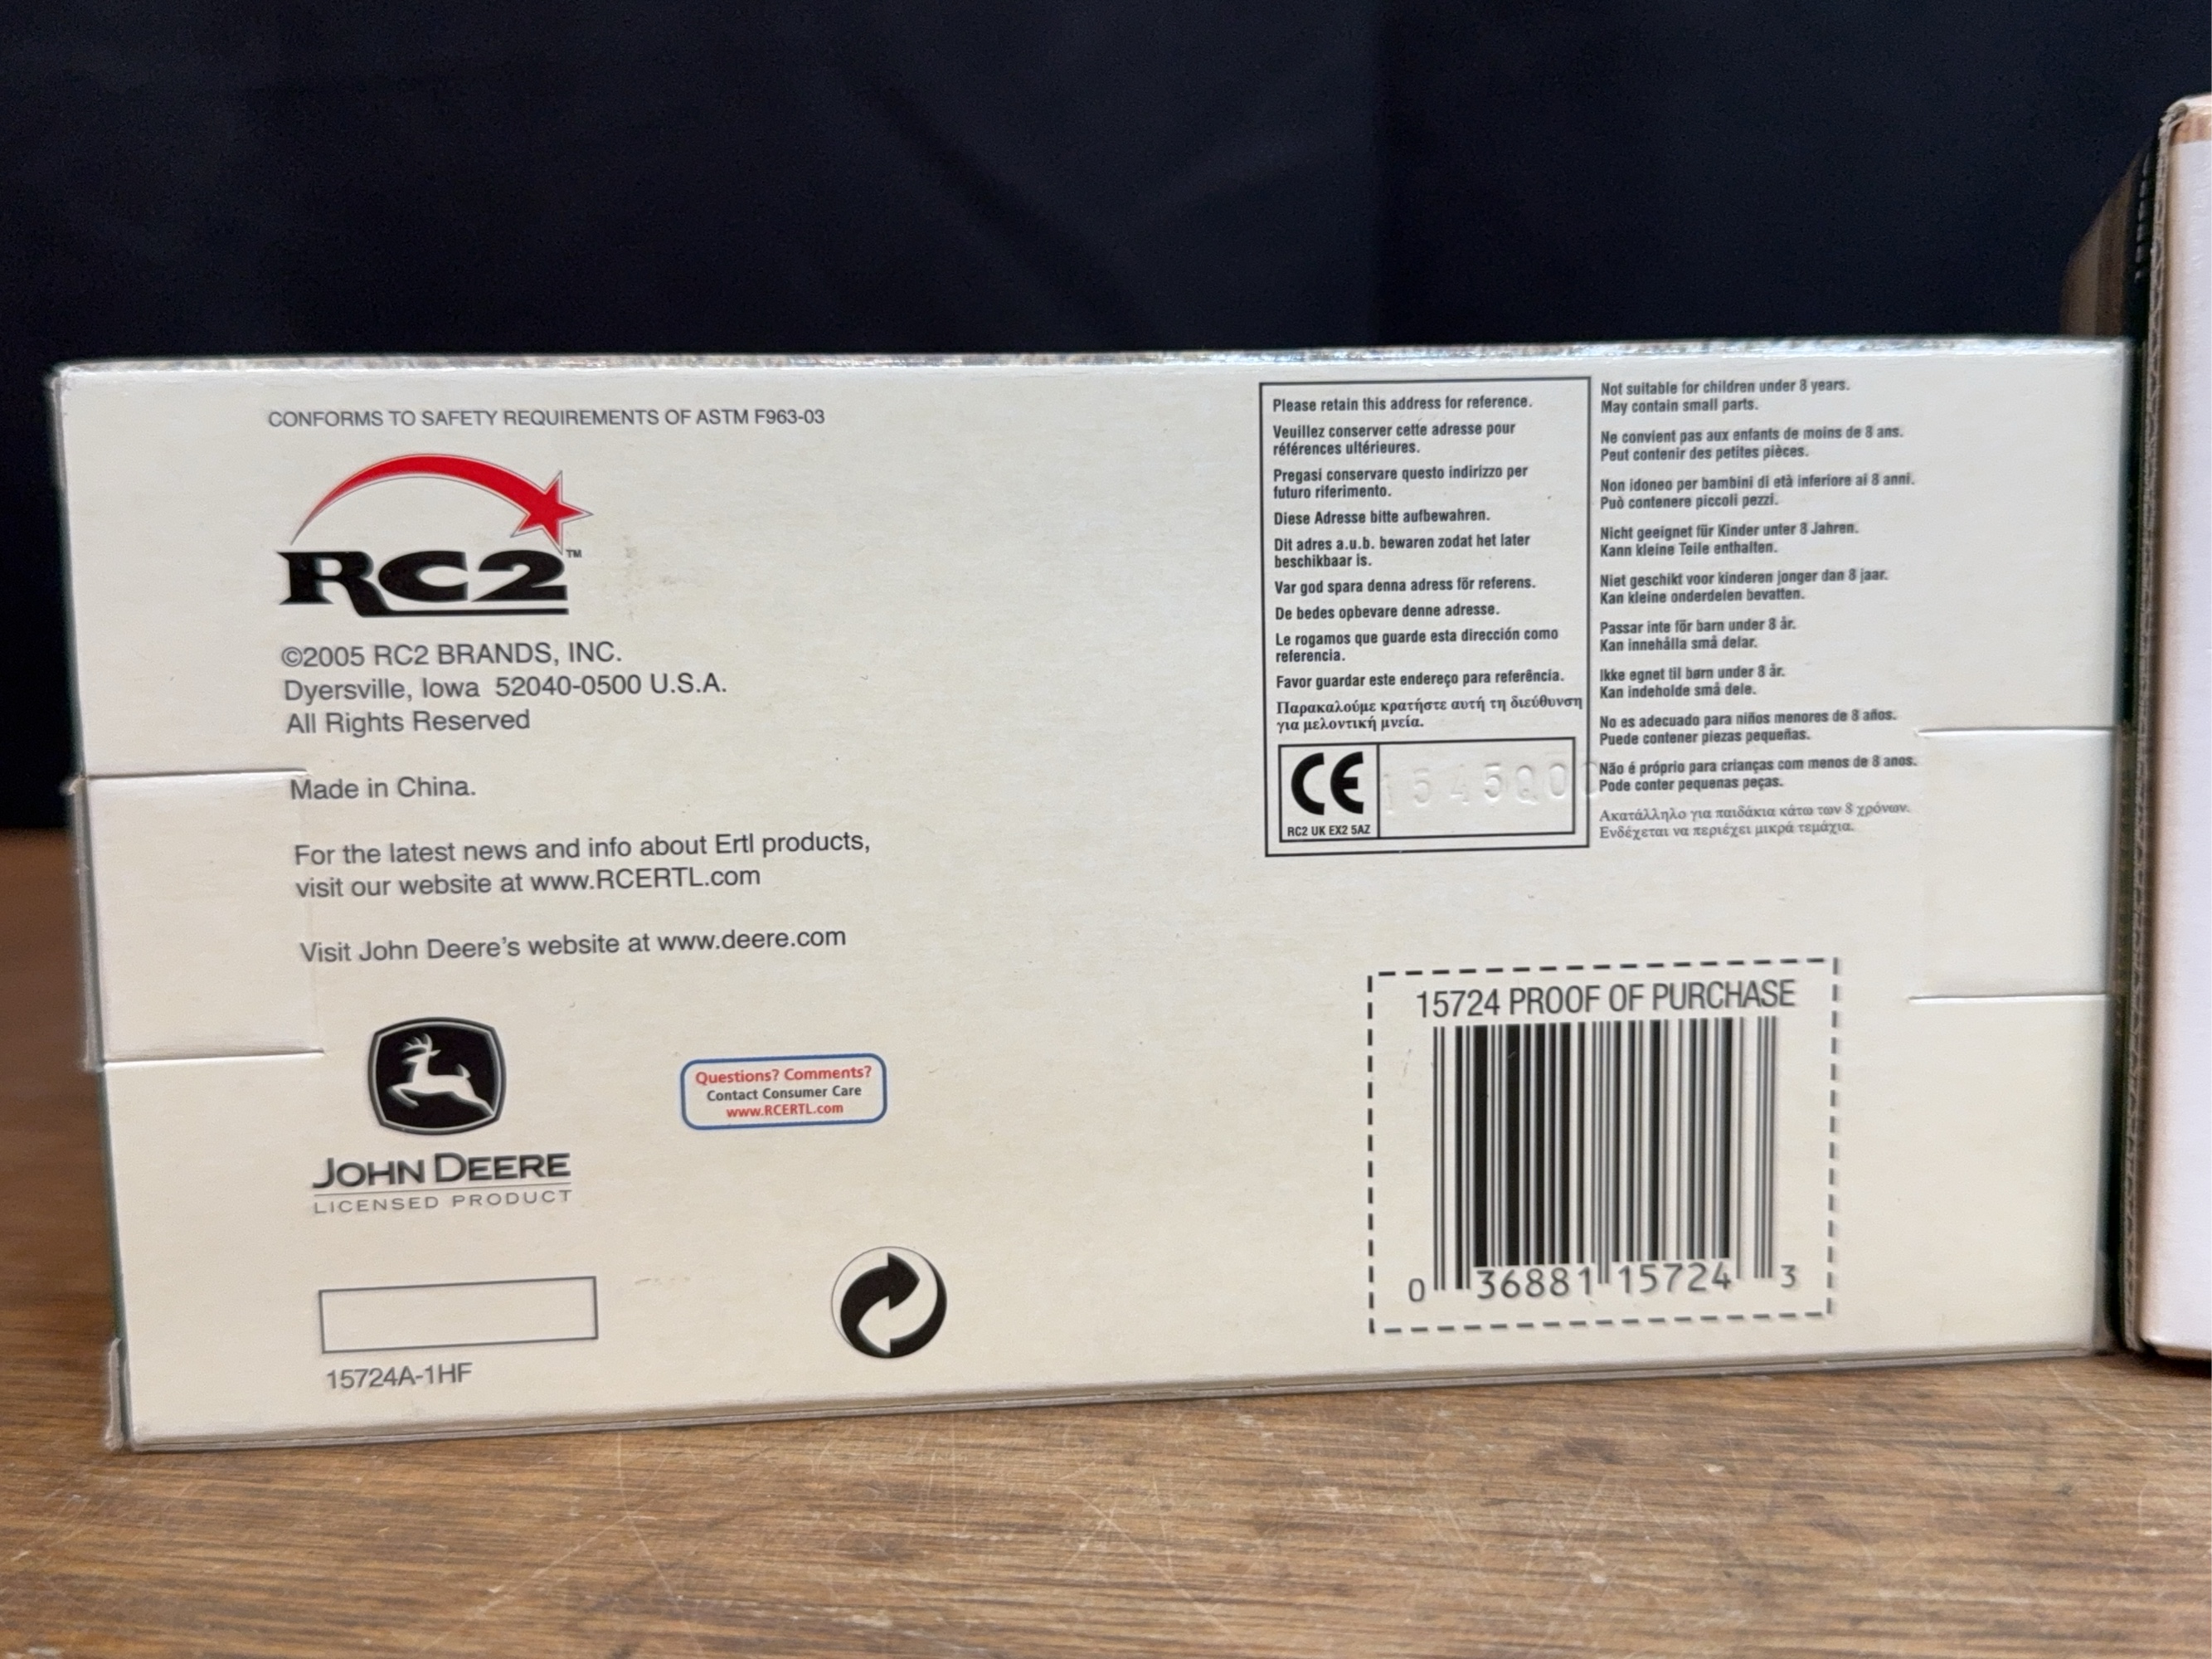 CONFORMS TO SAFETY REQUIREMENTS OF ASTM F963-03
RC2™
©2005 RC2 BRANDS, INC.
Dyersville, Iowa 52040-0500 U.S.A.
All Rights Reserved
Made in China.
For the latest news and info about Ertl products,
visit our website at www.RCERTL.com
Visit John Deere's website at www.deere.com
JOHN DEERE
LICENSED PRODUCT
Questions? Comments?
Contact Consumer Care
www.RCERTL.com
15724A-1HF
Please retain this address for reference.
Veuillez conserver cette adresse pour
références ultérieures.
Pregasi conservare questo indirizzo per
futuro riferimento.
Diese Adresse bitte aufbewahren.
Dit adres a.u.b. bewaren zodat het later
beschikbaar is.
Var god spara denna adress för referens.
De bedes opbevare denne adresse.
Le rogamos que guarde esta dirección como
referencia.
Favor guardar este endereço para referência.
Παρακαλούμε κρατήστε αυτή τη διεύθυνση
για μελοντική μνεία.
CE
RC2 UK EX2 5AZ
Not suitable for children under 8 years.
May contain small parts.
Ne convient pas aux enfants de moins de 8 ans.
Peut contenir des petites pièces.
Non idoneo per bambini di età inferiore ai 8 anni.
Può contenere piccoli pezzi.
Nicht geeignet für Kinder unter 8 Jahren.
Kann kleine Teile enthalten.
Niet geschikt voor kinderen jonger dan 8 jaar.
Kan kleine onderdelen bevatten.
Passar inte för barn under 8 år.
Kan innehålla små delar.
Ikke egnet til børn under 8 år.
Kan indeholde små dele.
No es adecuado para niños menores de 8 años.
Puede contener piezas pequeñas.
Não é próprio para crianças com menos de 8 anos.
Pode conter pequenas peças.
Ακατάλληλο για παιδάκια κάτω των 8 χρόνων.
Ενδέχεται να περιέχει μικρά τεμάχια.
15724 PROOF OF PURCHASE
0 36881 15724 3